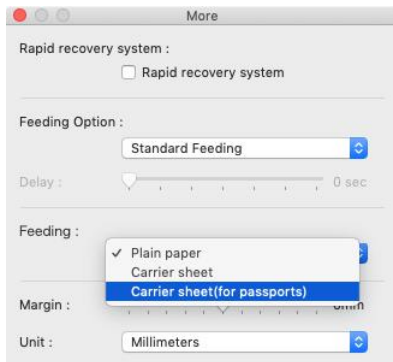 More
Rapid recovery system :
Rapid recovery system
Feeding Option :
Standard Feeding
Delay :
0 sec
Feeding :
✓ Plain paper
Carrier sheet
Carrier sheet(for passports)
Margin :
0mm
Unit :
Millimeters